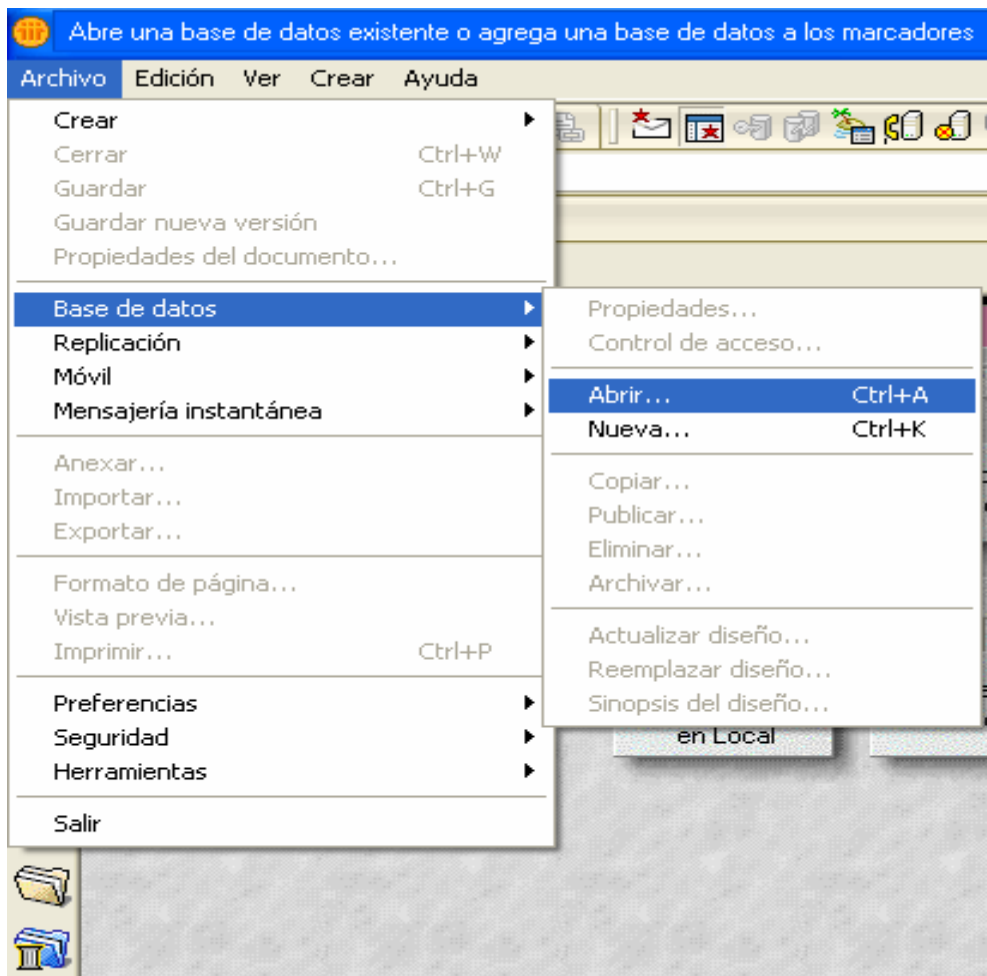 Abre una base de datos existente o agrega una base de datos a los marcadores
Archivo Edición Ver Crear Ayuda
Crear
Cerrar Ctrl+W
Guardar Ctrl+G
Guardar nueva versión
Propiedades del documento...
Base de datos
Replicación
Móvil
Mensajería instantánea
Anexar...
Importar...
Exportar...
Formato de página...
Vista previa...
Imprimir... Ctrl+P
Preferencias
Seguridad
Herramientas
Salir
Propiedades...
Control de acceso...
Abrir... Ctrl+A
Nueva... Ctrl+K
Copiar...
Publicar...
Eliminar...
Archivar...
Actualizar diseño...
Reemplazar diseño...
Sinopsis del diseño...
en Local